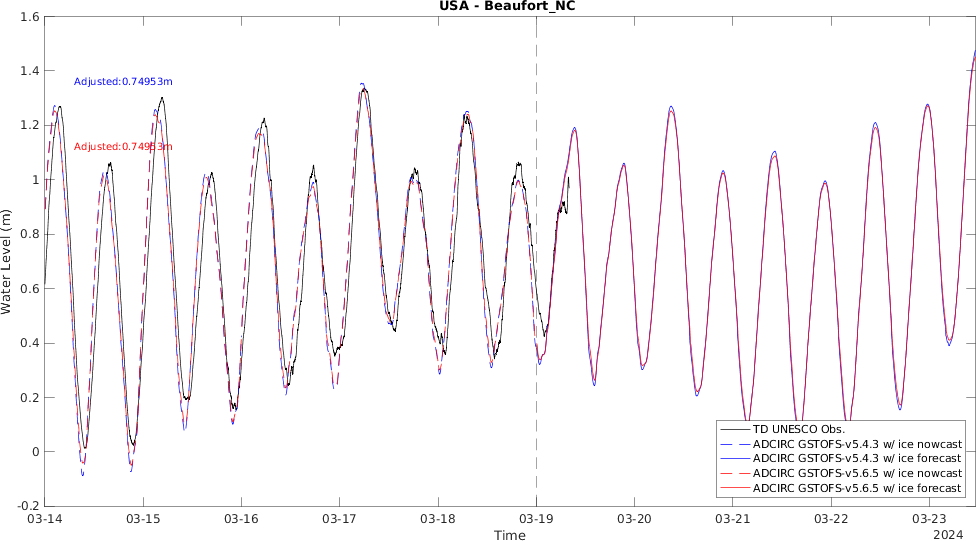 USA - Beaufort_NC
1.6
1.4
1.2
1
0.8
0.6
0.4
0.2
0
-0.2
Water Level (m)
Adjusted:0.74953m
Adjusted:0.74953m
TD UNESCO Obs.
ADCIRC GSTOFS-v5.4.3 w/ ice nowcast
ADCIRC GSTOFS-v5.4.3 w/ ice forecast
ADCIRC GSTOFS-v5.6.5 w/ ice nowcast
ADCIRC GSTOFS-v5.6.5 w/ ice forecast
03-14 03-15 03-16 03-17 03-18 03-19 03-20 03-21 03-22 03-23
Time
2024